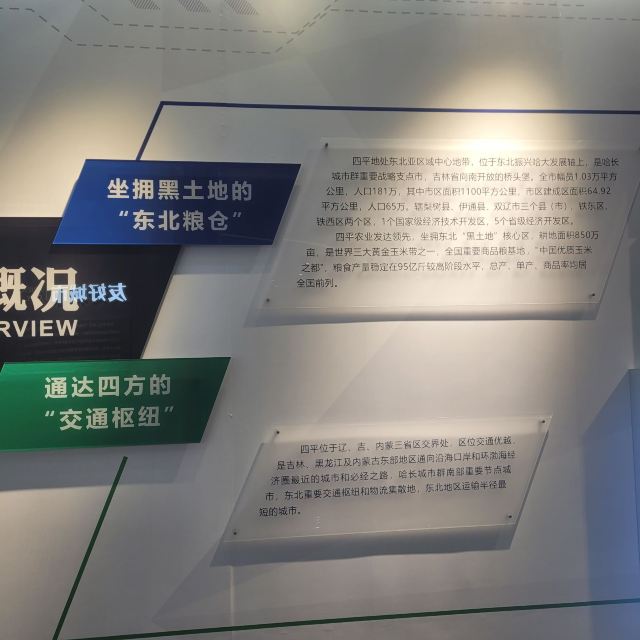 坐拥黑土地的
“东北粮仓”
四平地处东北亚区域中心地带，位于东北振兴哈大发展轴上，是哈长
城市群重要战略支点市，吉林省向南开放的桥头堡，全市幅员1.03万平方
公里，人口181万，其中市区面积1100平方公里，市区建成区面积64.92
平方公里，人口65万。辖梨树县、伊通县、双辽市三个县（市），铁东区、
铁西区两个区，1个国家级经济技术开发区，5个省级经济开发区。
四平农业发达领先，坐拥东北“黑土地”核心区，耕地面积850万
亩，是世界三大黄金玉米带之一，全国重要商品粮基地，“中国优质玉米
之都”，粮食产量稳定在95亿斤较高阶段水平，总产、单产、商品率均居
全国前列。
概况
友好城市
RVIEW
通达四方的
“交通枢纽”
四平位于辽、吉、内蒙三省区交界处，区位交通优越，
是吉林、黑龙江及内蒙古东部地区通向沿海口岸和环渤海经
济圈最近的城市和必经之路，哈长城市群南部重要节点城
市，东北重要交通枢纽和物流集散地，东北地区运输半径最
短的城市。